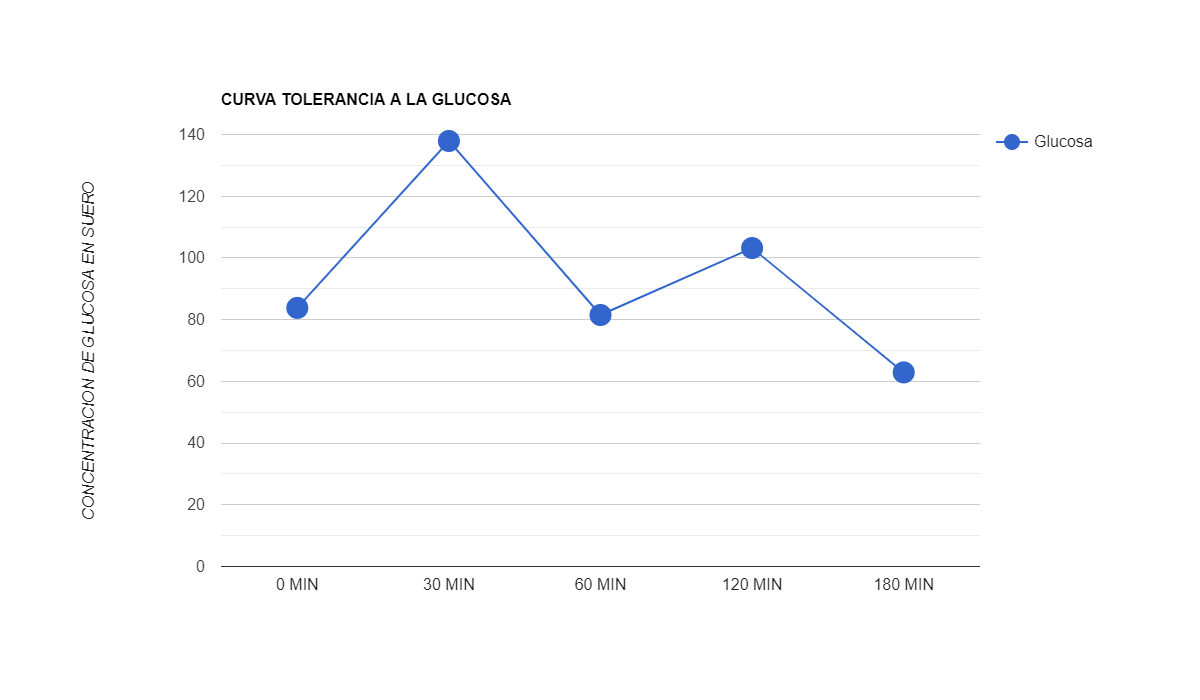 CURVA TOLERANCIA A LA GLUCOSA
Glucosa
CONCENTRACION DE GLUCOSA EN SUERO
140
120
100
80
60
40
20
0
0 MIN 30 MIN 60 MIN 120 MIN 180 MIN